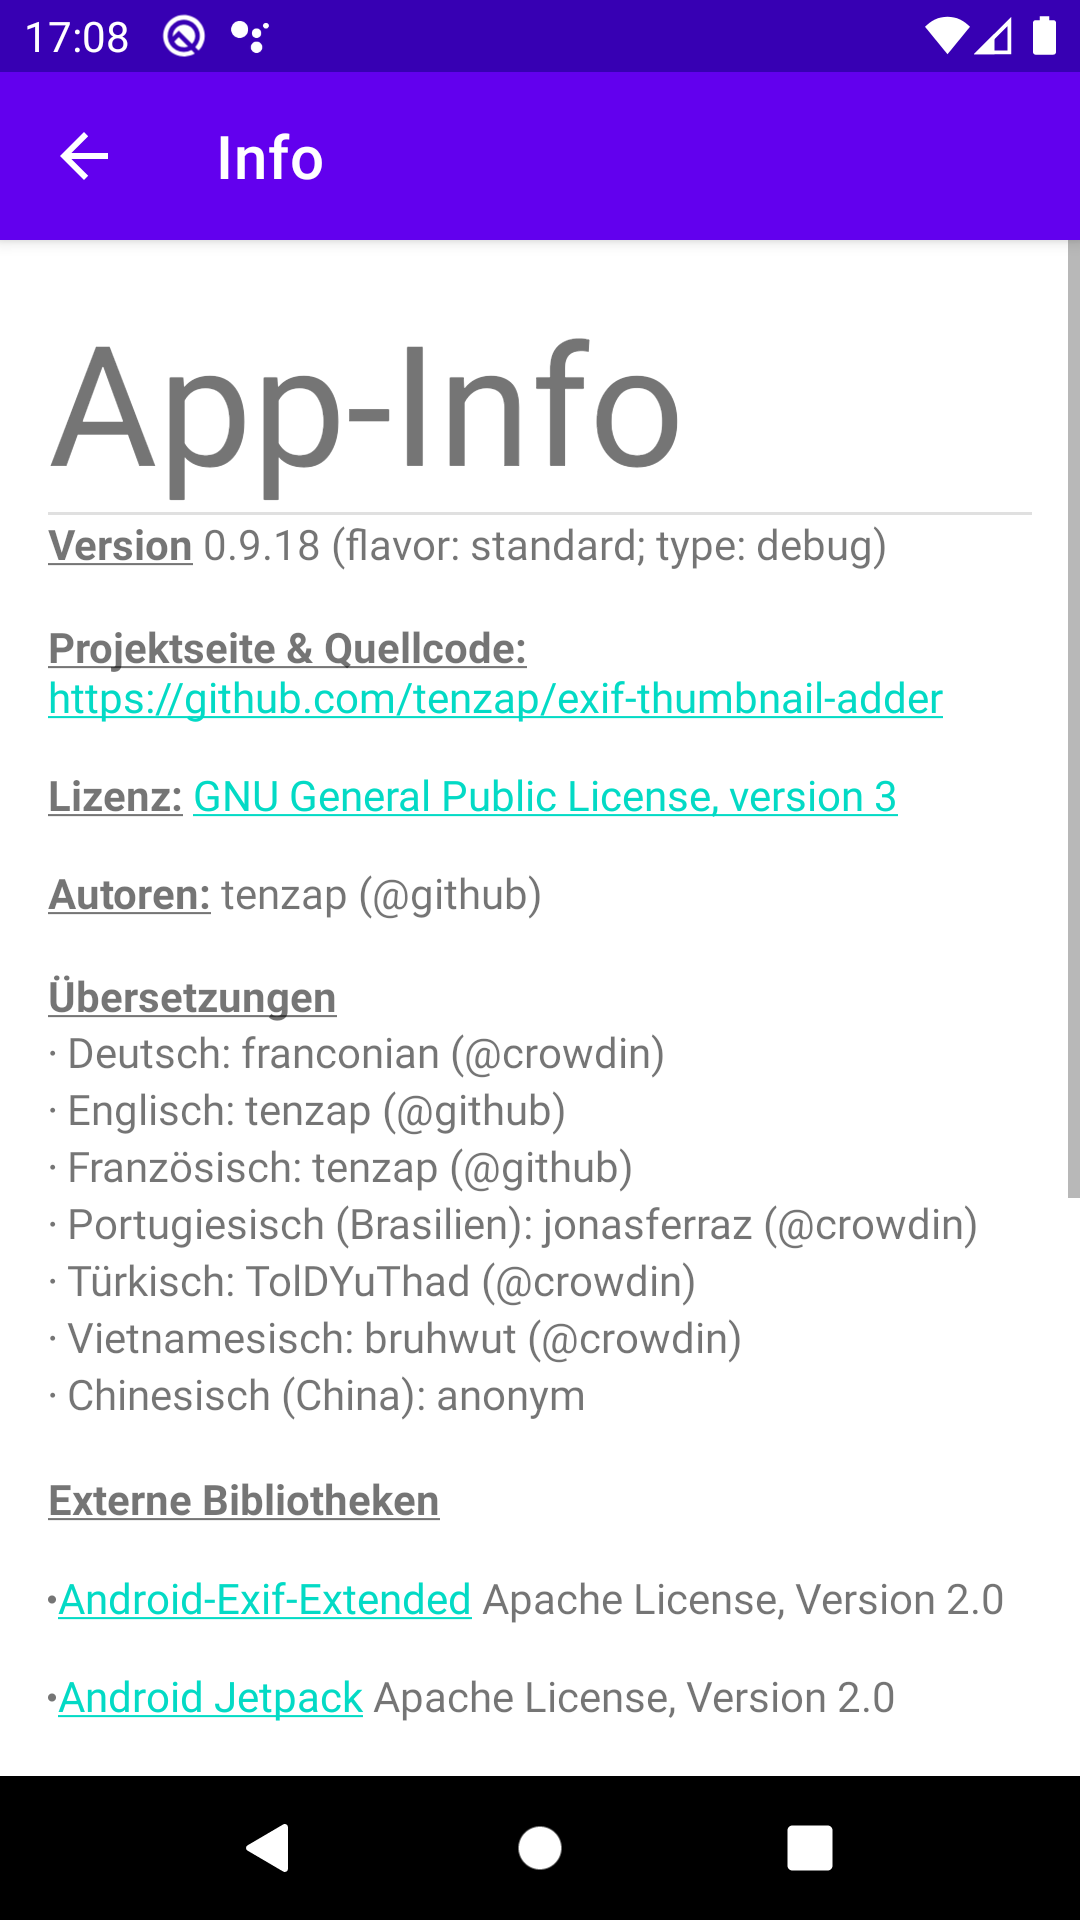 17:08
Info
App-Info
Version 0.9.18 (flavor: standard; type: debug)
Projektseite & Quellcode:
https://github.com/tenzap/exif-thumbnail-adder
Lizenz: GNU General Public License, version 3
Autoren: tenzap (@github)
Übersetzungen
· Deutsch: franconian (@crowdin)
· Englisch: tenzap (@github)
· Französisch: tenzap (@github)
· Portugiesisch (Brasilien): jonasferraz (@crowdin)
· Türkisch: TolDYuThad (@crowdin)
· Vietnamesisch: bruhwut (@crowdin)
· Chinesisch (China): anonym
Externe Bibliotheken
•Android-Exif-Extended Apache License, Version 2.0
•Android Jetpack Apache License, Version 2.0